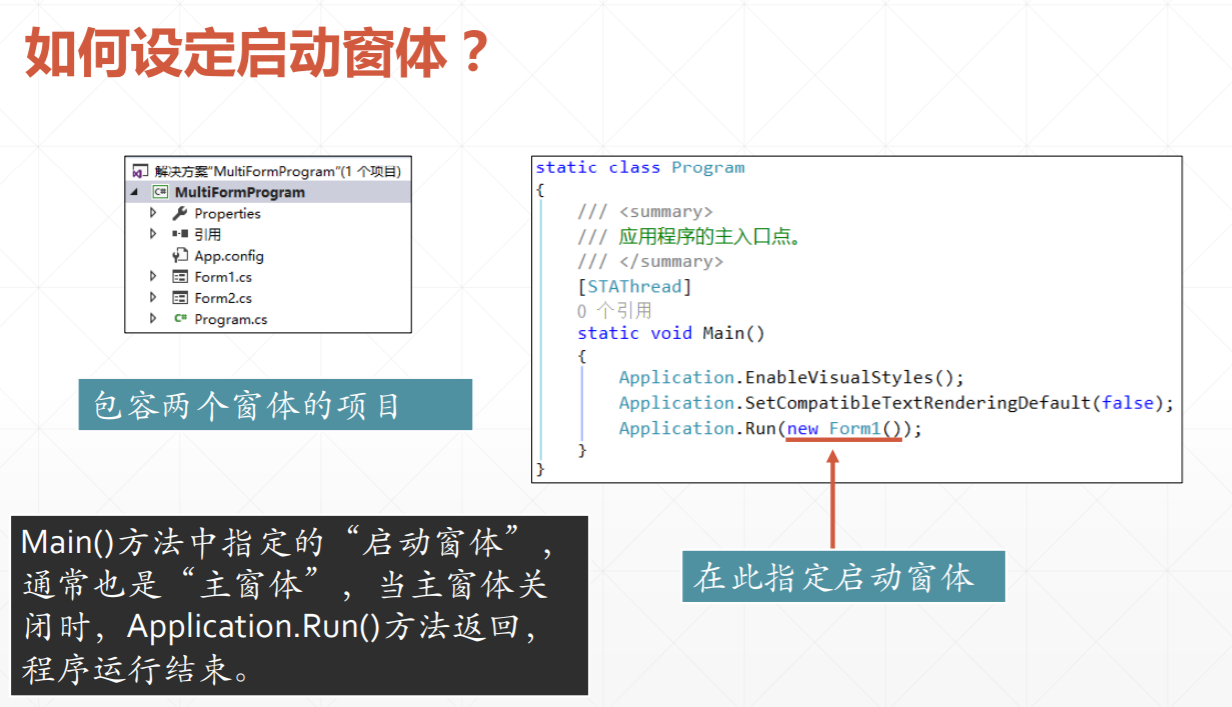 如何设定启动窗体？
解决方案"MultiFormProgram"(1 个项目)
MultiFormProgram
Properties
引用
App.config
Form1.cs
Form2.cs
Program.cs
包容两个窗体的项目
static class Program
{
/// <summary>
/// 应用程序的主入口点。
/// </summary>
[STAThread]
0 个引用
static void Main()
{
Application.EnableVisualStyles();
Application.SetCompatibleTextRenderingDefault(false);
Application.Run(new Form1());
}
}
在此指定启动窗体
Main()方法中指定的“启动窗体”，
通常也是“主窗体”，当主窗体关
闭时，Application.Run()方法返回，
程序运行结束。